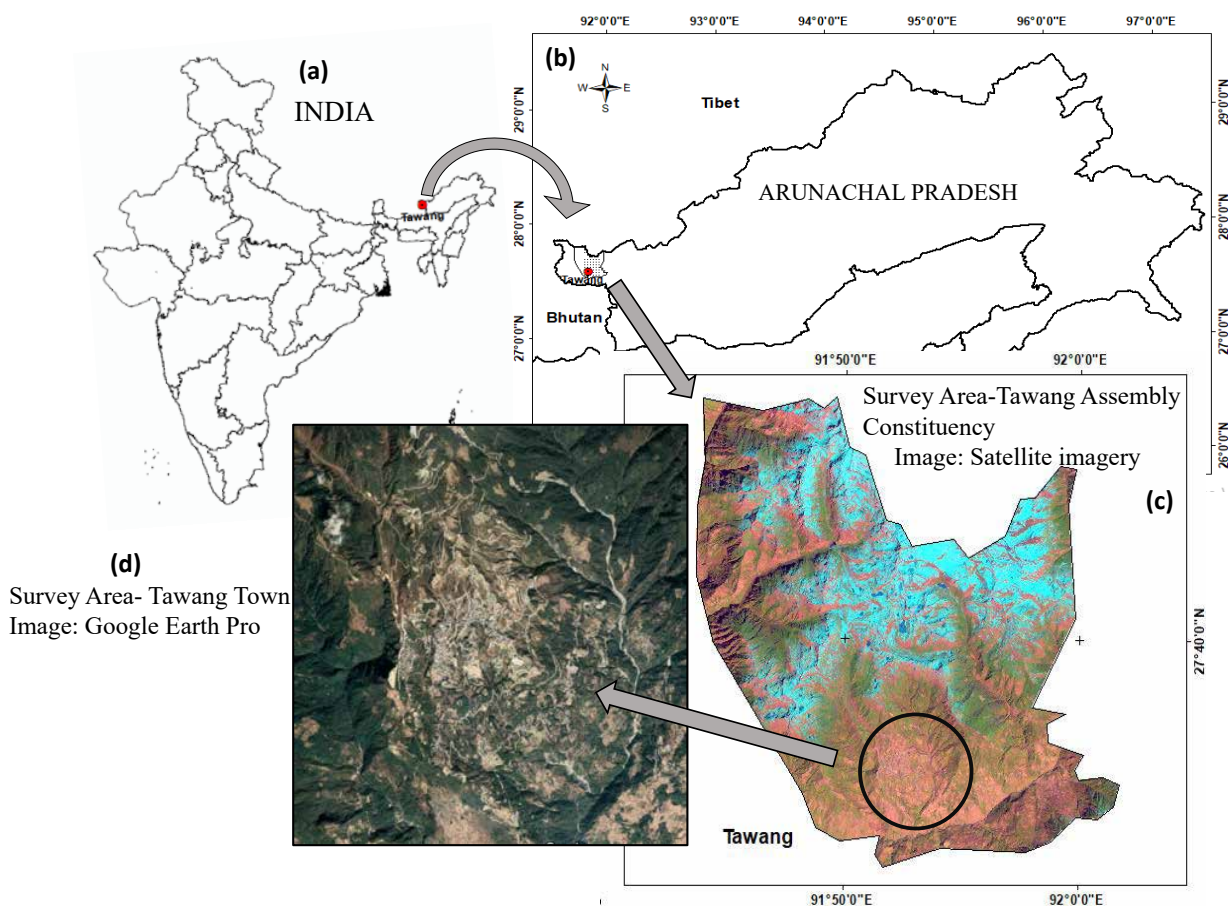 (a)
INDIA
Tawang
92°0'0"E
93°0'0"E
94°0'0"E
95°0'0"E
96°0'0"E
97°0'0"E
(b)
N
W
E
S
Tibet
ARUNACHAL PRADESH
Tawang
Bhutan
29°0'0"N
28°0'0"N
27°0'0"N
29°0'0"N
28°0'0"N
27°0'0"N
26°0'0"N
91°50'0"E
92°0'0"E
Survey Area-Tawang Assembly
Constituency
Image: Satellite imagery
(c)
27°40'0"N
Tawang
91°50'0"E
92°0'0"E
(d)
Survey Area- Tawang Town
Image: Google Earth Pro